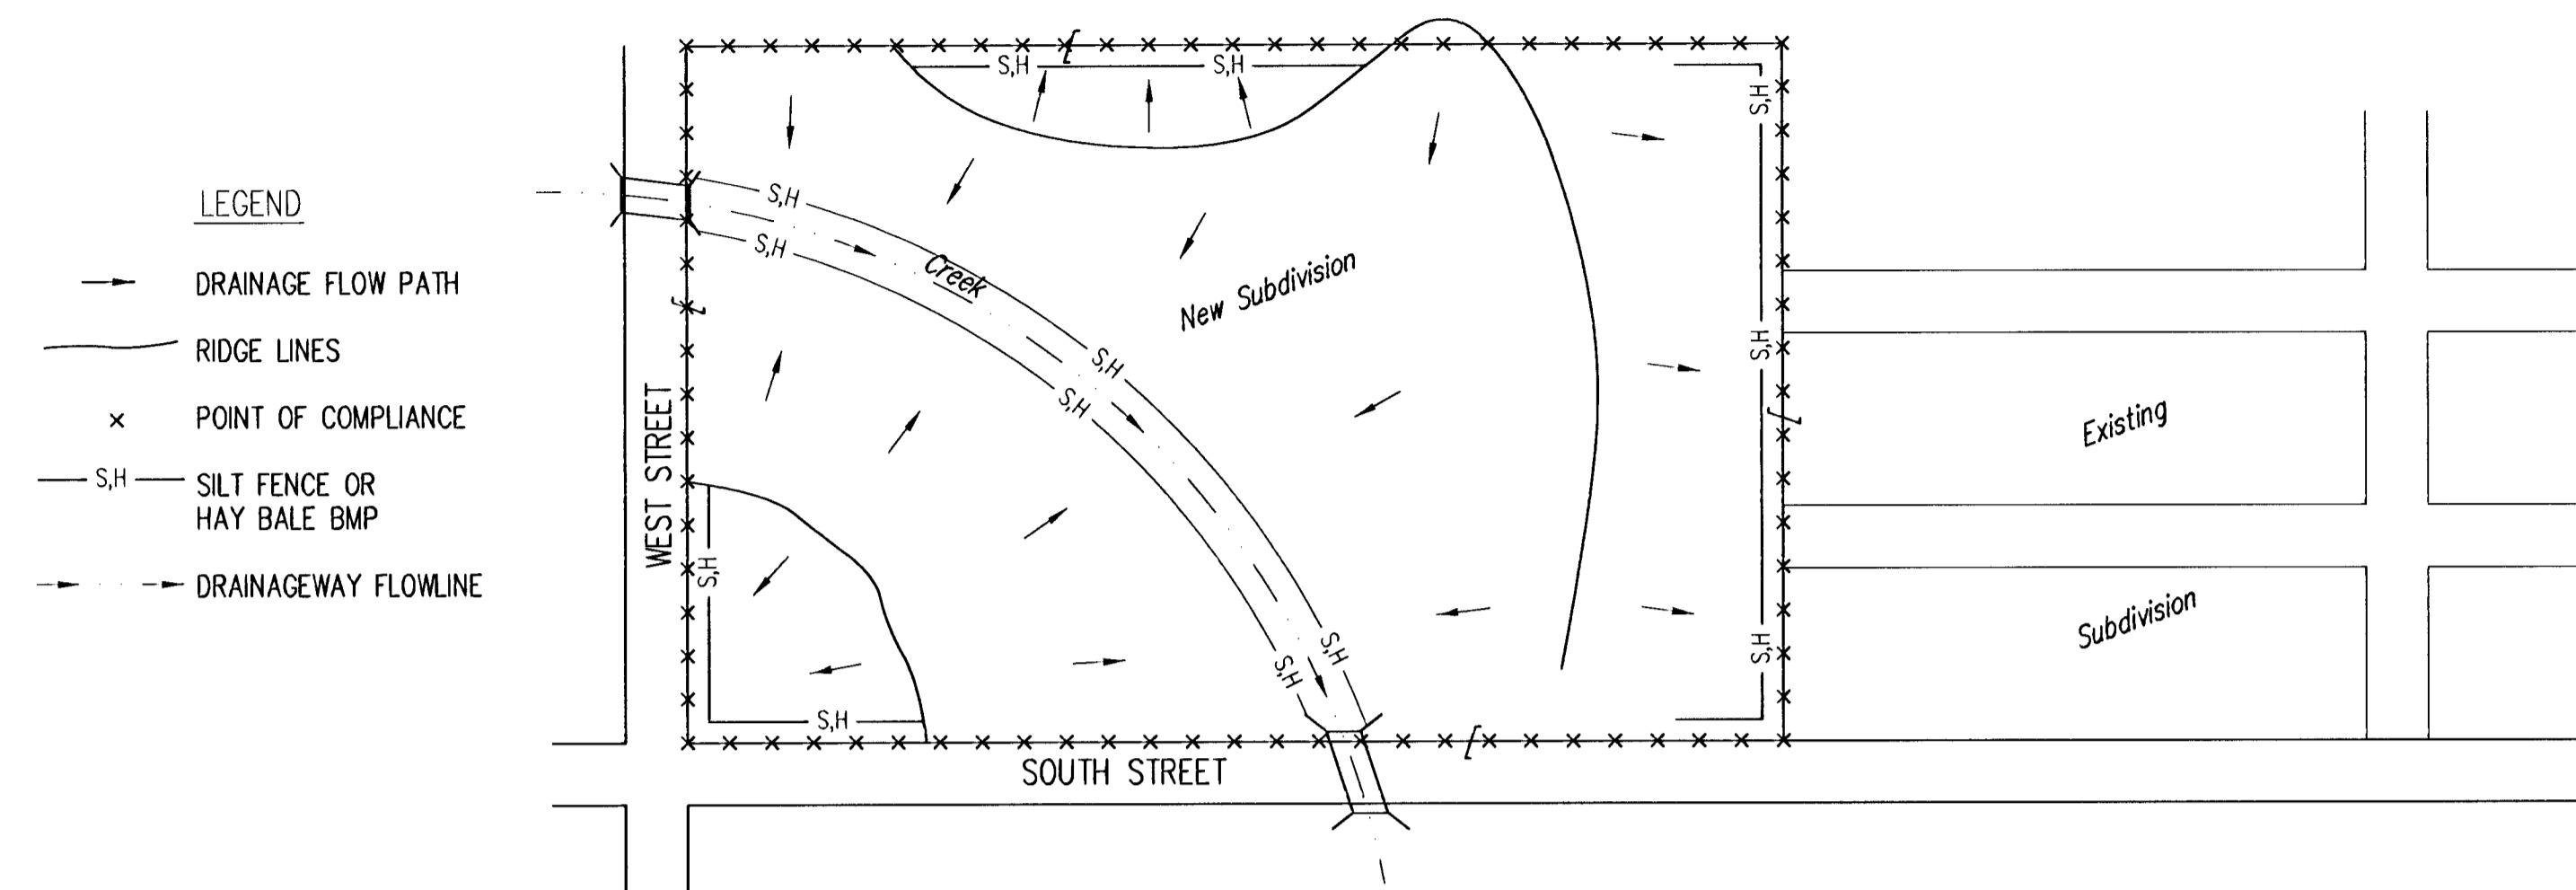 LEGEND
DRAINAGE FLOW PATH
RIDGE LINES
× POINT OF COMPLIANCE
S,H SILT FENCE OR
HAY BALE BMP
DRAINAGEWAY FLOWLINE
S,H
S,H
S,H
S,H
S,H
Creek
New Subdivision
S,H
S,H
S,H
WEST STREET
S,H
S,H
S,H
S,H
S,H
S,H
SOUTH STREET
Existing
Subdivision